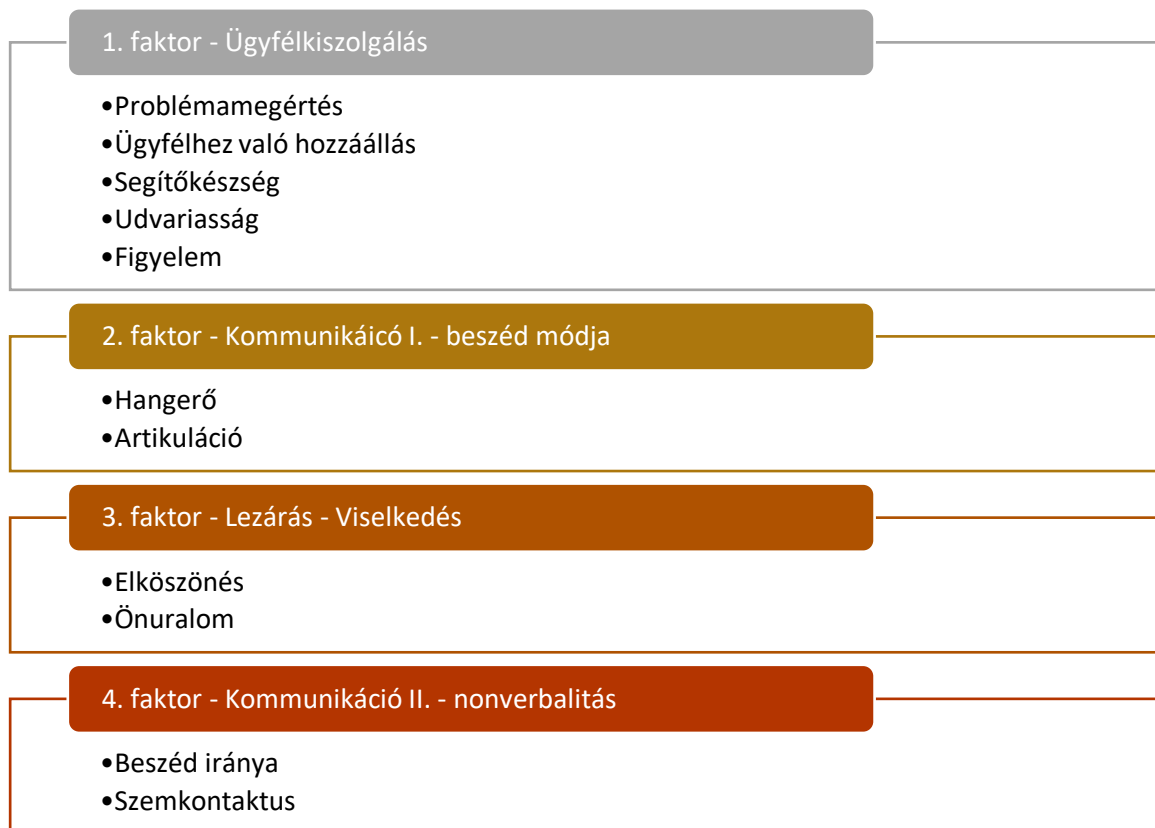 1. faktor - Ügyfélkiszolgálás
•Problémamegértés
•Ügyfélhez való hozzáállás
•Segítőkészség
•Udvariasság
•Figyelem
2. faktor - Kommunikáicó I. - beszéd módja
•Hangerő
•Artikuláció
3. faktor - Lezárás - Viselkedés
•Elköszönés
•Önuralom
4. faktor - Kommunikáció II. - nonverbalitás
•Beszéd iránya
•Szemkontaktus